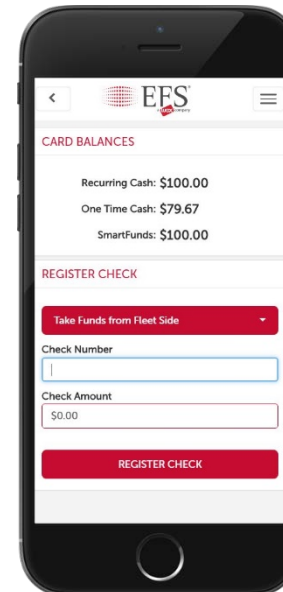 EFS
CARD BALANCES
Recurring Cash: $100.00
One Time Cash: $79.67
SmartFunds: $100.00
REGISTER CHECK
Take Funds from Fleet Side
Check Number
Check Amount
$0.00
REGISTER CHECK